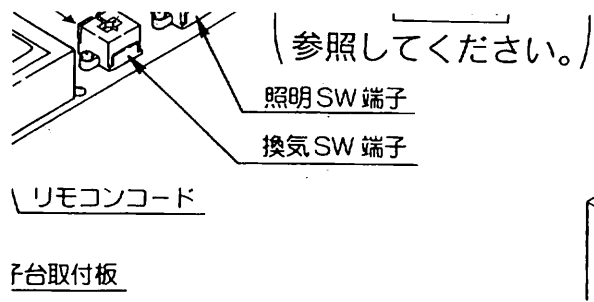 参照してください。
照明SW端子
換気SW端子
リモコンコード
子台取付板